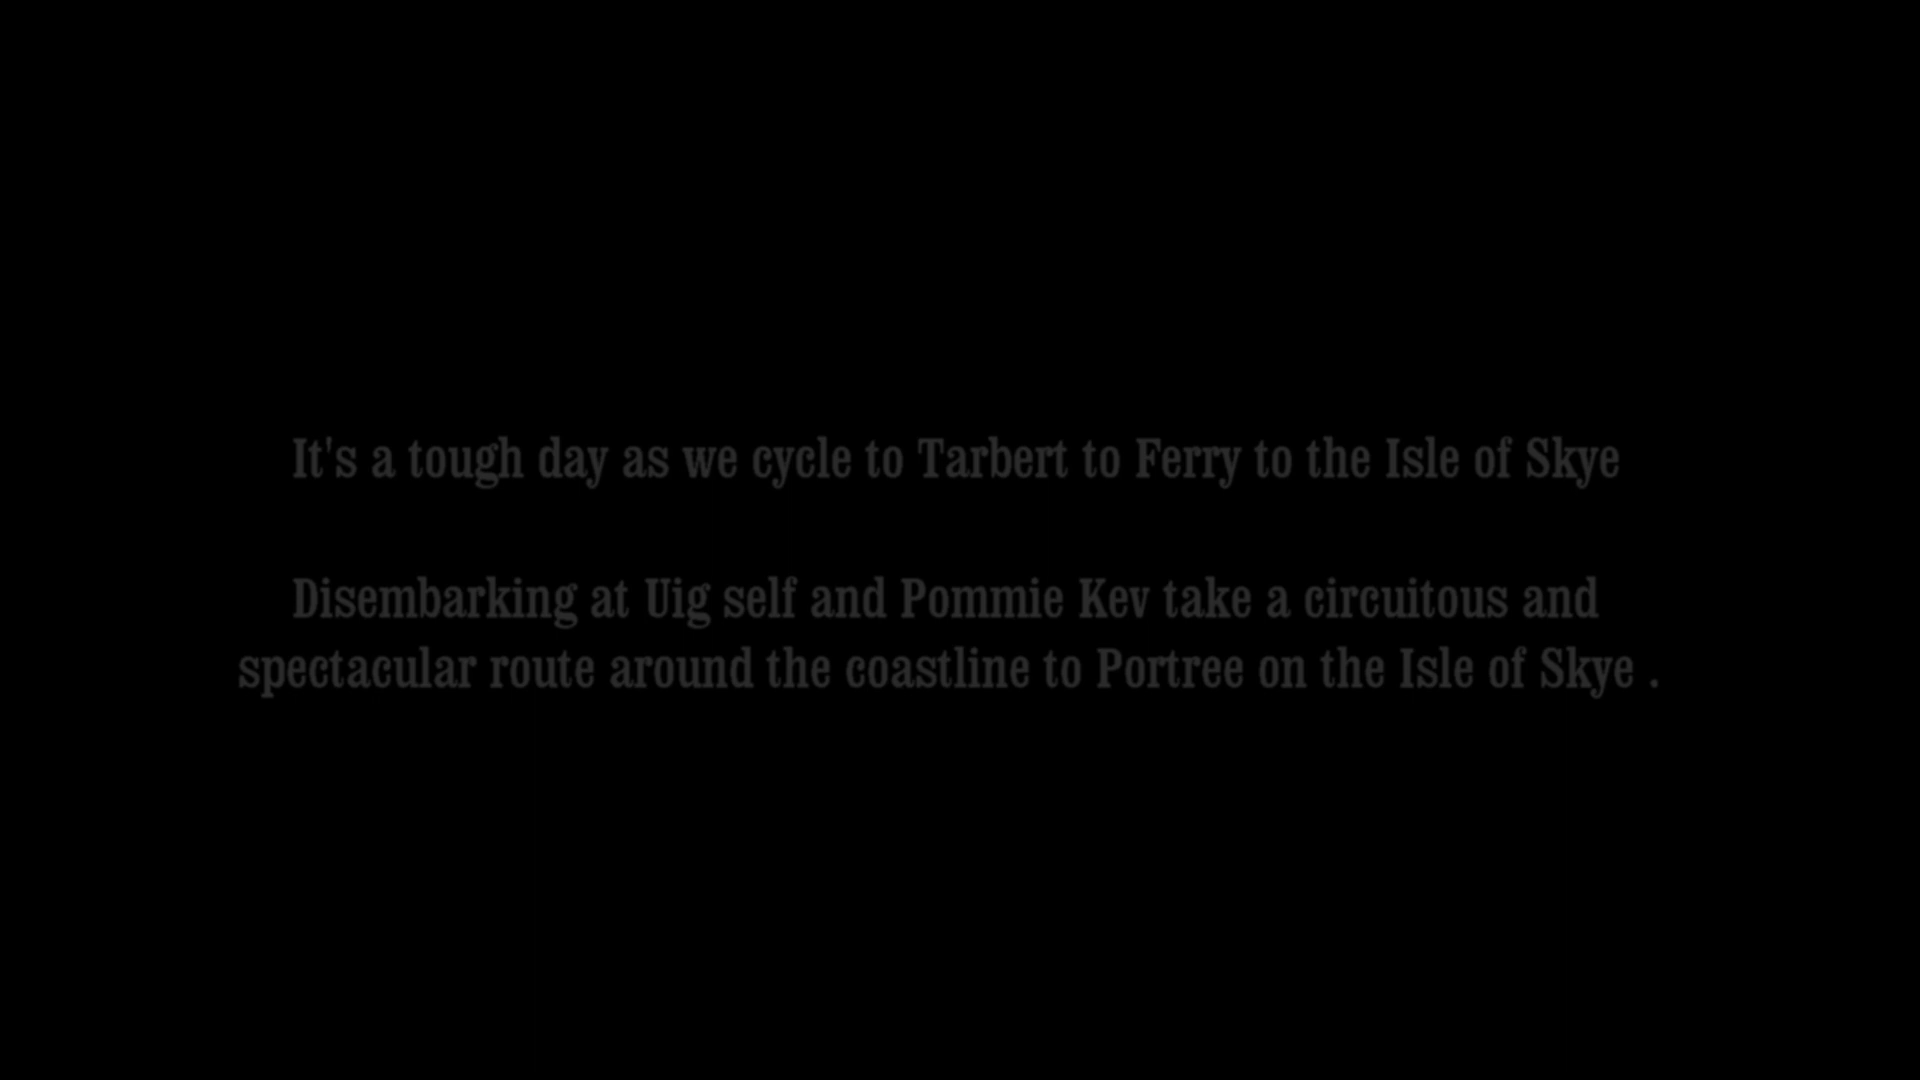 It's a tough day as we cycle to Tarbert to Ferry to the Isle of Skye
Disembarking at Uig self and Pommie Kev take a circuitous and
spectacular route around the coastline to Portree on the Isle of Skye .